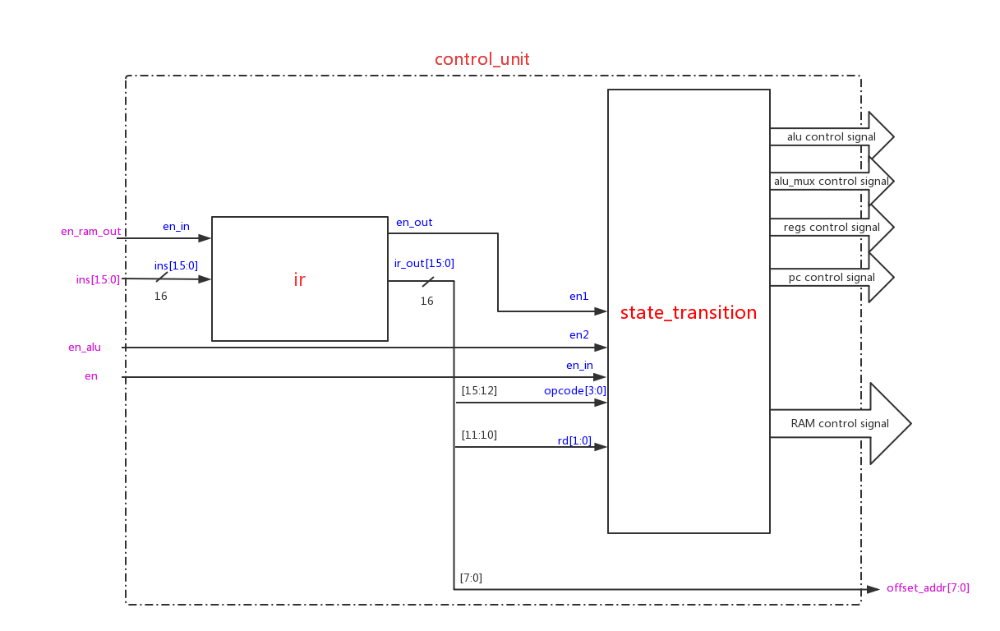 control_unit
alu control signal
alu_mux control signal
en_ram_out
en_in
en_out
regs control signal
ins[15:0]
ins[15:0]
16
ir
ir_out[15:0]
16
pc control signal
en1
state_transition
en_alu
en2
en
en_in
[15:12]
opcode[3:0]
[11:10]
rd[1:0]
RAM control signal
[7:0]
offset_addr[7:0]